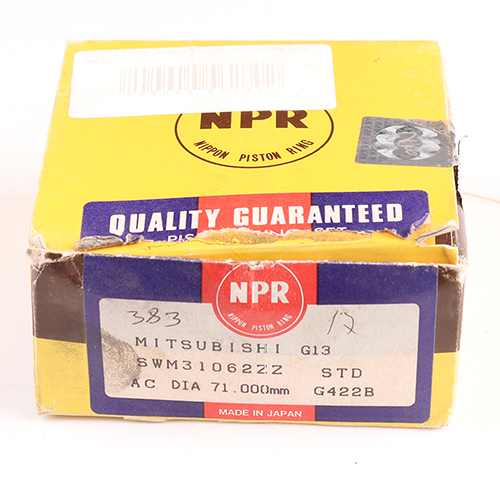 NPR
NIPPON PISTON RING
QUALITY GUARANTEED
NPR
NIPPON PISTON RING
383 17
MITSUBISHI G13
SWM31062ZZ STD
AC DIA 71.000mm G422B
MADE IN JAPAN